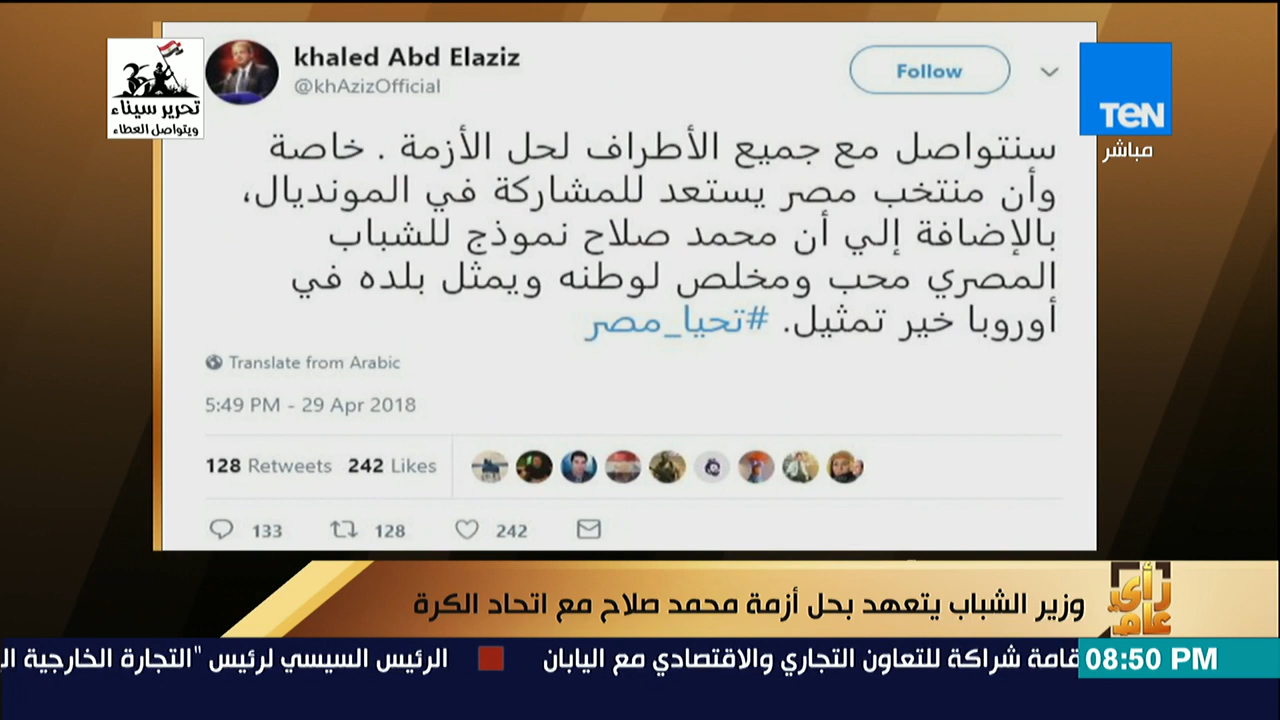 khaled Abd Elaziz
@khAzizOfficial
Follow
TEN
مباشر
تحرير سيناء
ويتواصل العطاء
سنتواصل مع جميع الأطراف لحل الأزمة . خاصة
وأن منتخب مصر يستعد للمشاركة في المونديال،
بالإضافة إلي أن محمد صلاح نموذج للشباب
المصري محب ومخلص لوطنه ويمثل بلده في
أوروبا خير تمثيل. #تحيا_مصر
Translate from Arabic
5:49 PM - 29 Apr 2018
128 Retweets 242 Likes
133 128 242
رأي عام
وزير الشباب يتعهد بحل أزمة محمد صلاح مع اتحاد الكرة
قامة شراكة للتعاون التجاري والاقتصادي مع اليابان الرئيس السيسي لرئيس "التجارة الخارجية ال
08:50 PM